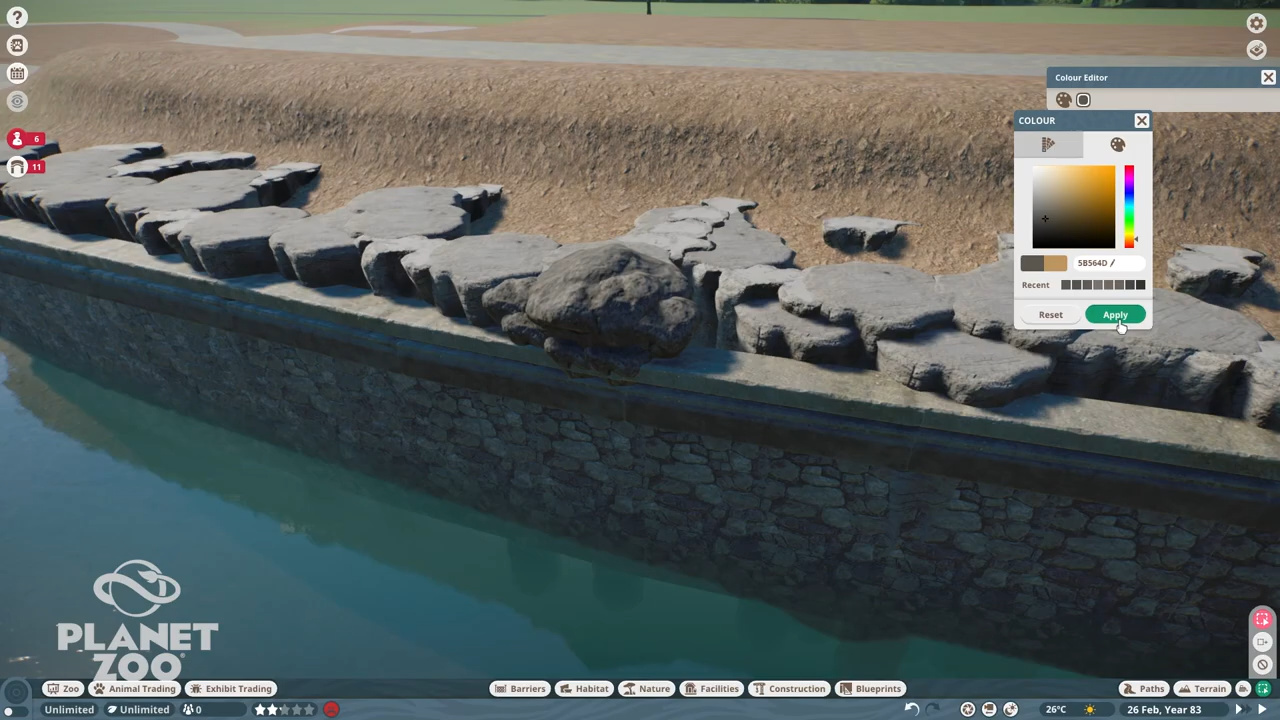 ?
Colour Editor
COLOUR
6
11
5B564D
Recent
Reset
Apply
PLANET
ZOO
Zoo
Animal Trading
Exhibit Trading
Barriers
Habitat
Nature
Facilities
Construction
Blueprints
Paths
Terrain
Unlimited
Unlimited
0
26°C
26 Feb, Year 83